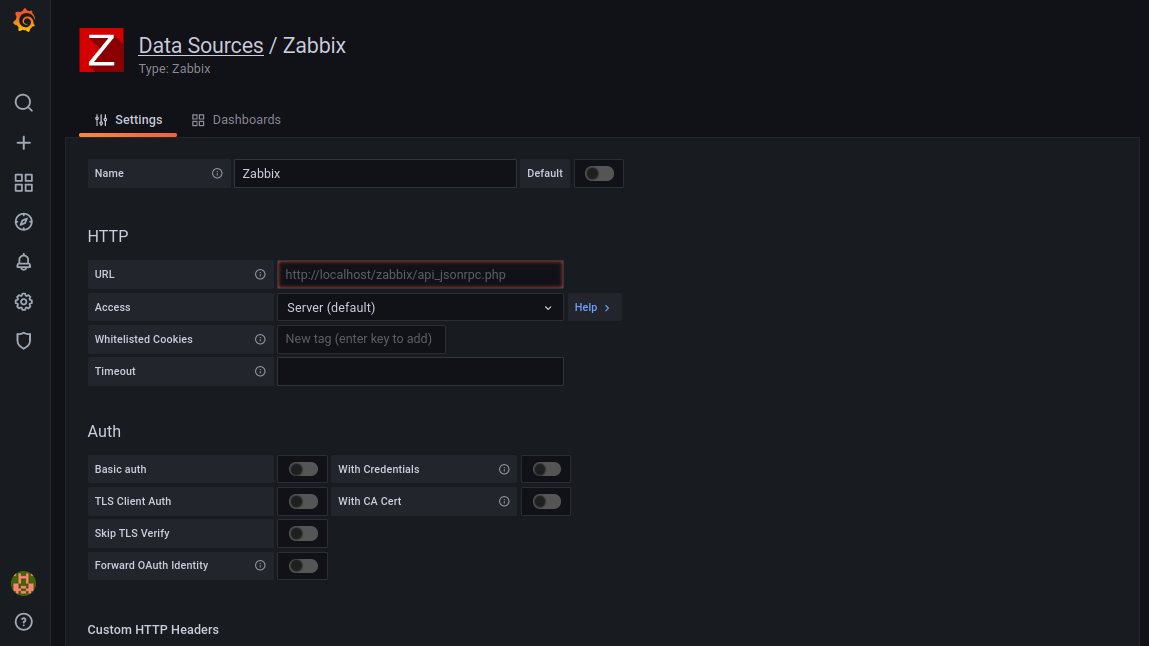 Z
Data Sources / Zabbix
Type: Zabbix
Settings
Dashboards
Name
Zabbix
Default
HTTP
URL
http://localhost/zabbix/api_jsonrpc.php
Access
Server (default)
Help
Whitelisted Cookies
New tag (enter key to add)
Timeout
Auth
Basic auth
With Credentials
TLS Client Auth
With CA Cert
Skip TLS Verify
Forward OAuth Identity
Custom HTTP Headers